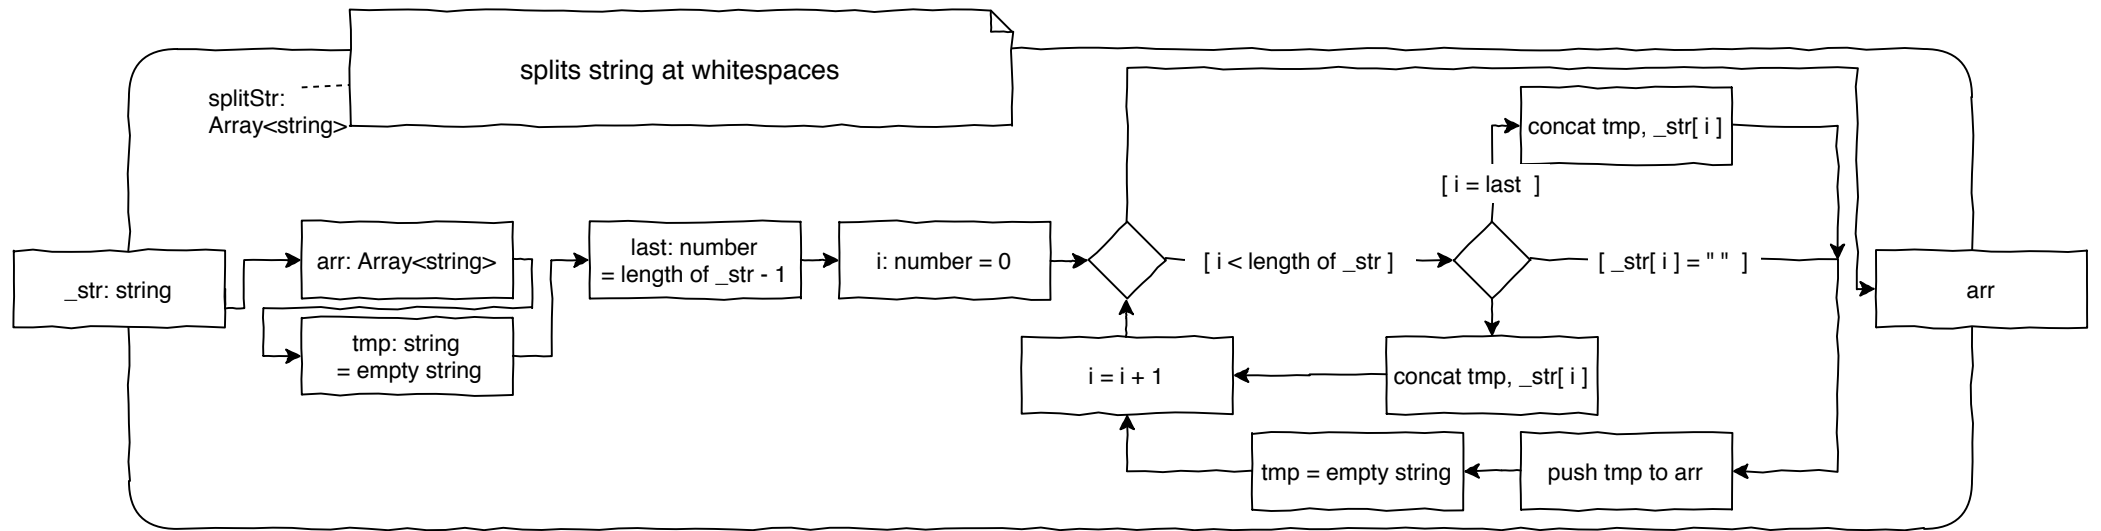 splits string at whitespaces
splitStr:
Array<string>
_str: string
arr: Array<string>
tmp: string
= empty string
last: number
= length of _str - 1
i: number = 0
[ i < length of _str ]
[ i = last  ]
concat tmp, _str[ i ]
[ _str[ i ] = " "  ]
concat tmp, _str[ i ]
i = i + 1
push tmp to arr
tmp = empty string
arr